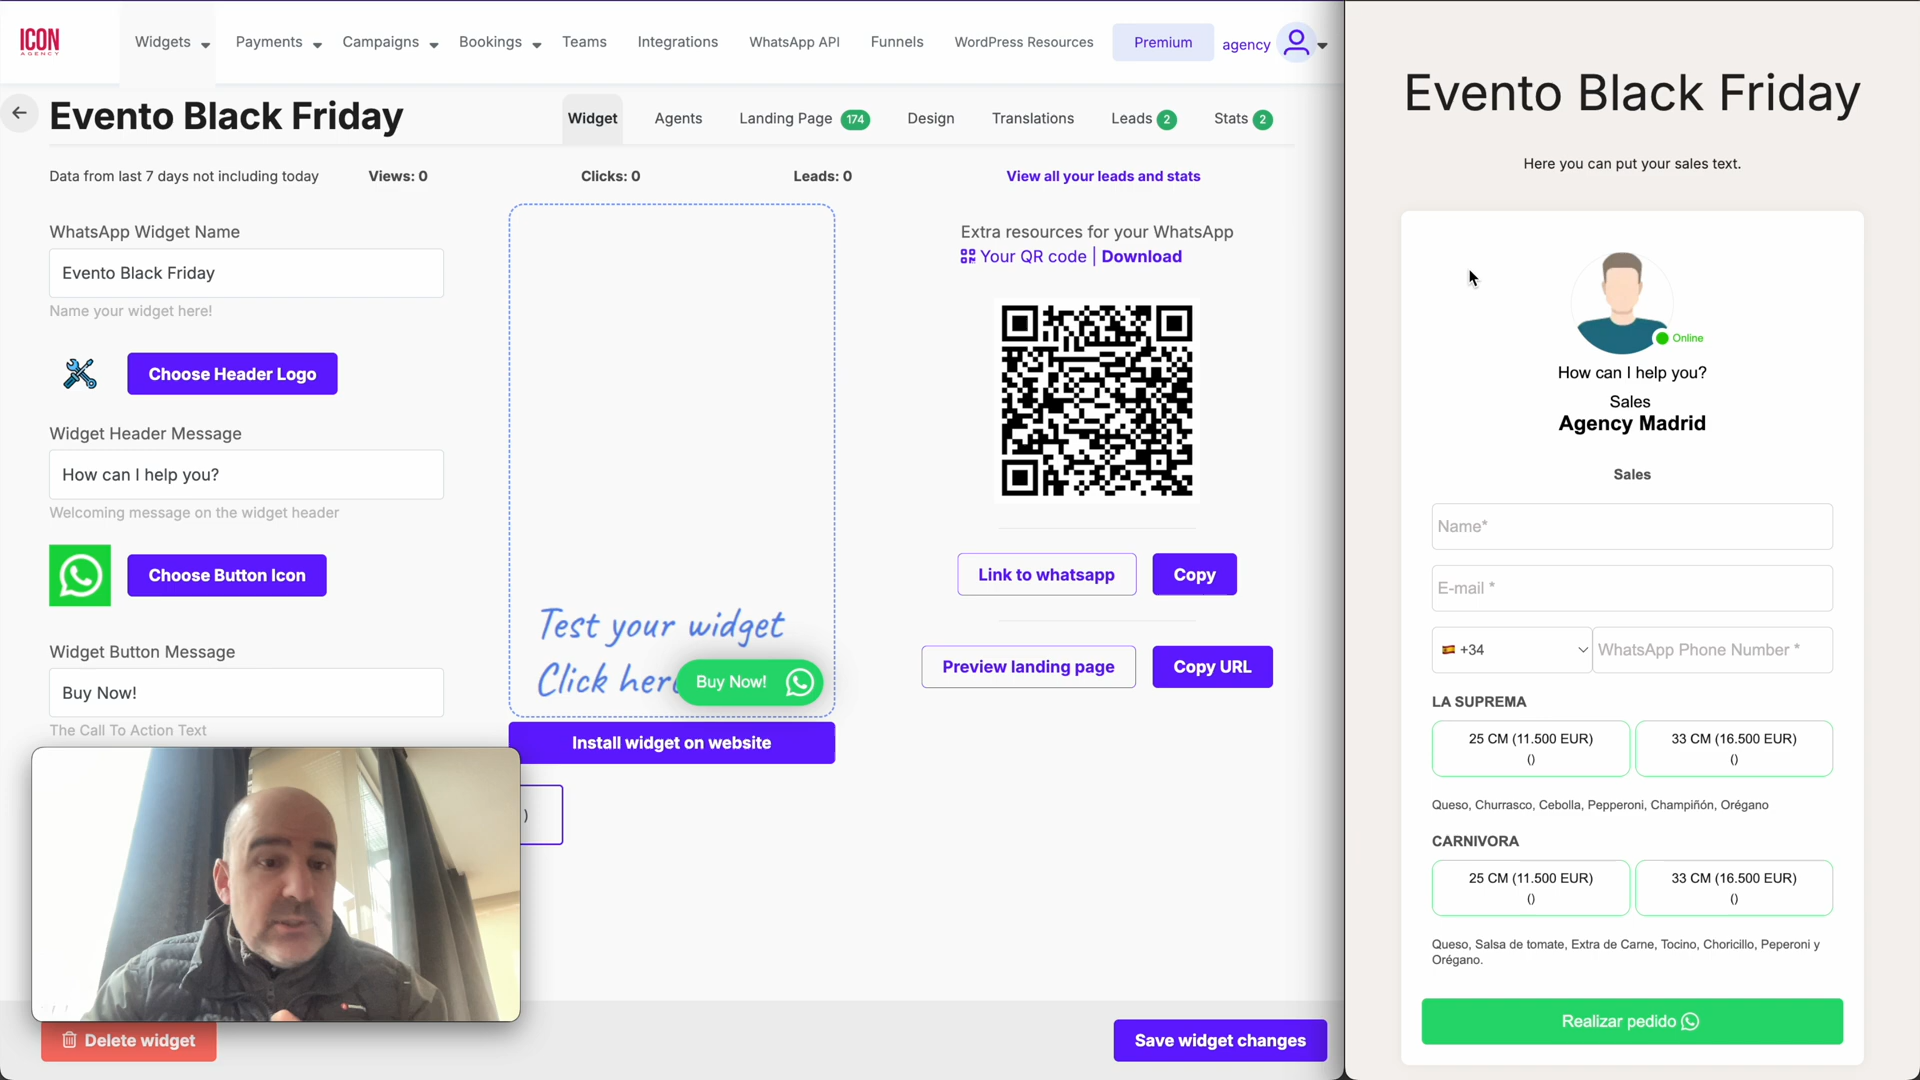 ICON
AGENCY
Widgets
Payments
Campaigns
Bookings
Teams
Integrations
WhatsApp API
Funnels
WordPress Resources
Premium
agency
Evento Black Friday
Widget
Agents
Landing Page 174
Design
Translations
Leads 2
Stats 2
Data from last 7 days not including today
Views: 0
Clicks: 0
Leads: 0
View all your leads and stats
WhatsApp Widget Name
Evento Black Friday
Name your widget here!
Choose Header Logo
Widget Header Message
How can I help you?
Welcoming message on the widget header
Choose Button Icon
Widget Button Message
Buy Now!
The Call To Action Text
Test your widget
Click here
Buy Now!
Install widget on website
)
Extra resources for your WhatsApp
Your QR code | Download
Link to whatsapp
Copy
Preview landing page
Copy URL
Delete widget
Save widget changes
Evento Black Friday
Here you can put your sales text.
Online
How can I help you?
Sales
Agency Madrid
Sales
Name*
E-mail *
+34
WhatsApp Phone Number *
LA SUPREMA
25 CM (11.500 EUR)
()
33 CM (16.500 EUR)
()
Queso, Churrasco, Cebolla, Pepperoni, Champiñón, Orégano
CARNIVORA
25 CM (11.500 EUR)
()
33 CM (16.500 EUR)
()
Queso, Salsa de tomate, Extra de Carne, Tocino, Choricillo, Peperoni y
Orégano.
Realizar pedido